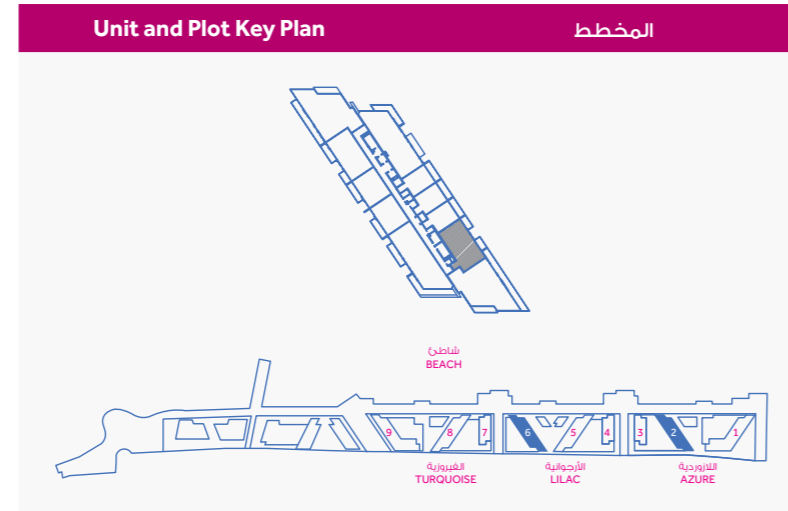 Unit and Plot Key Plan
المخطط
شاطئ
BEACH
9 8 7 6 5 4 3 2 1
الفيروزية
TURQUOISE
الأرجوانية
LILAC
اللازوردية
AZURE